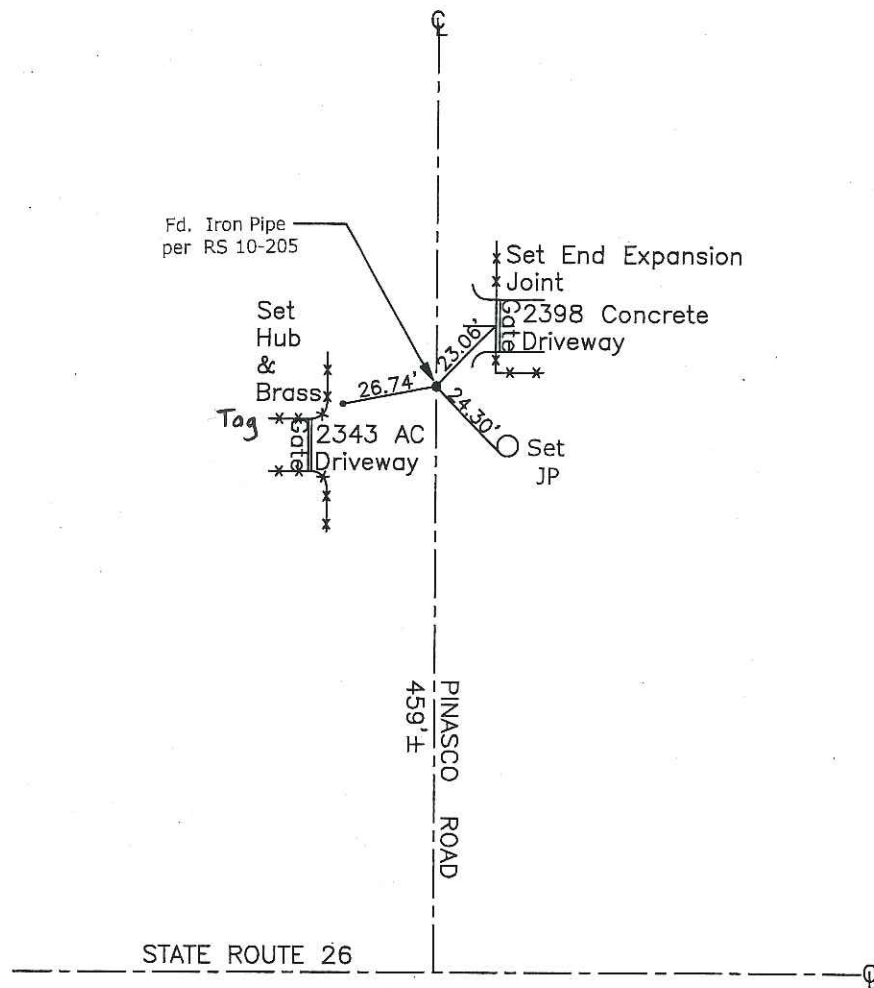 ℄
Fd. Iron Pipe
per RS 10-205
Set End Expansion
Joint
Gate
2398 Concrete
Driveway
23.06'
Set
Hub
&
Brass
Tag
26.74'
24.30'
Gate
2343 AC
Driveway
Set
JP
PINASCO ROAD
459'±
STATE ROUTE 26
℄